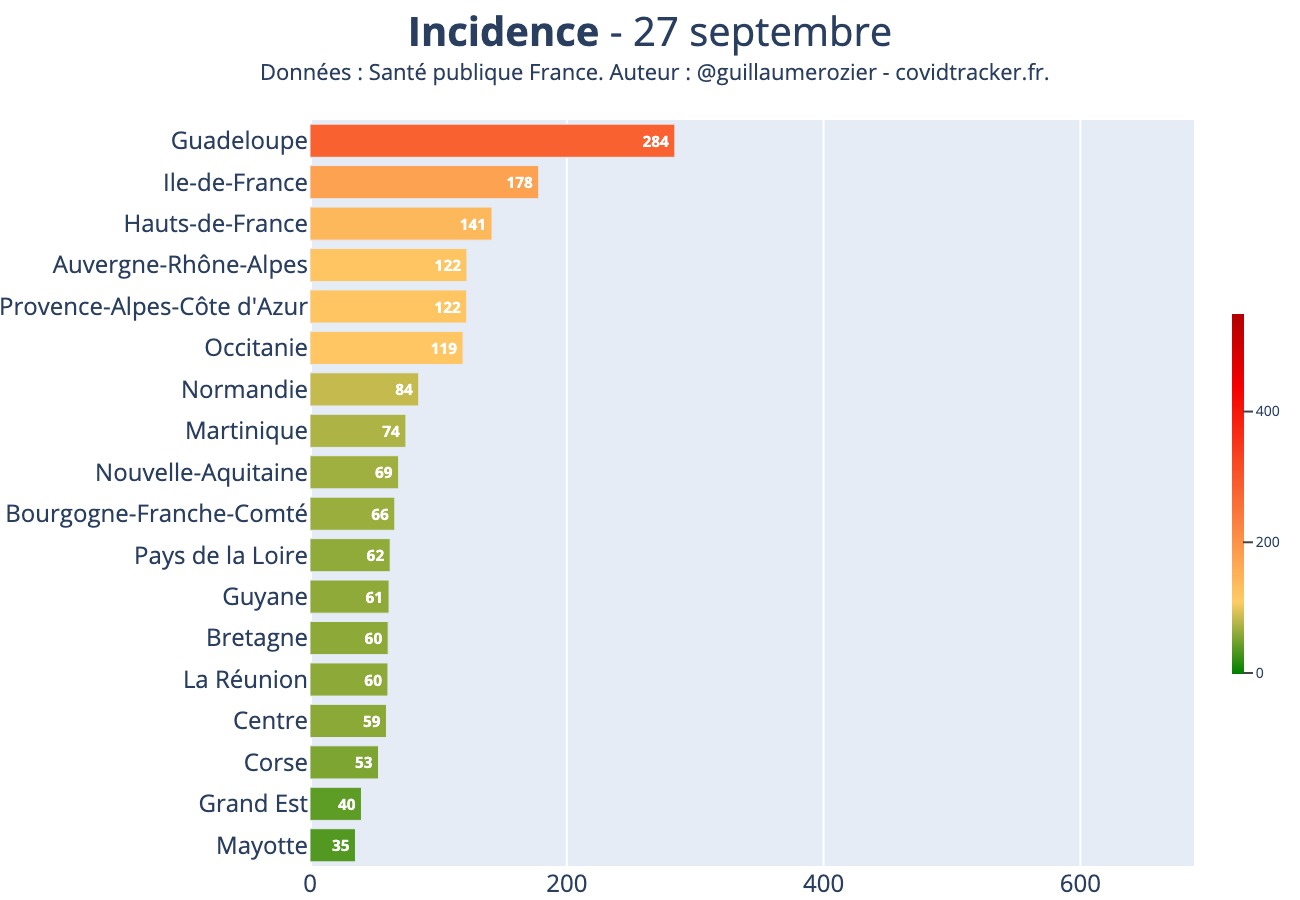 Incidence - 27 septembre
Données : Santé publique France. Auteur : @guillaumerozier - covidtracker.fr.
Guadeloupe 284
Ile-de-France 178
Hauts-de-France 141
Auvergne-Rhône-Alpes 122
Provence-Alpes-Côte d'Azur 122
Occitanie 119
Normandie 84
Martinique 74
Nouvelle-Aquitaine 69
Bourgogne-Franche-Comté 66
Pays de la Loire 62
Guyane 61
Bretagne 60
La Réunion 60
Centre 59
Corse 53
Grand Est 40
Mayotte 35
0 200 400 600
400
200
0